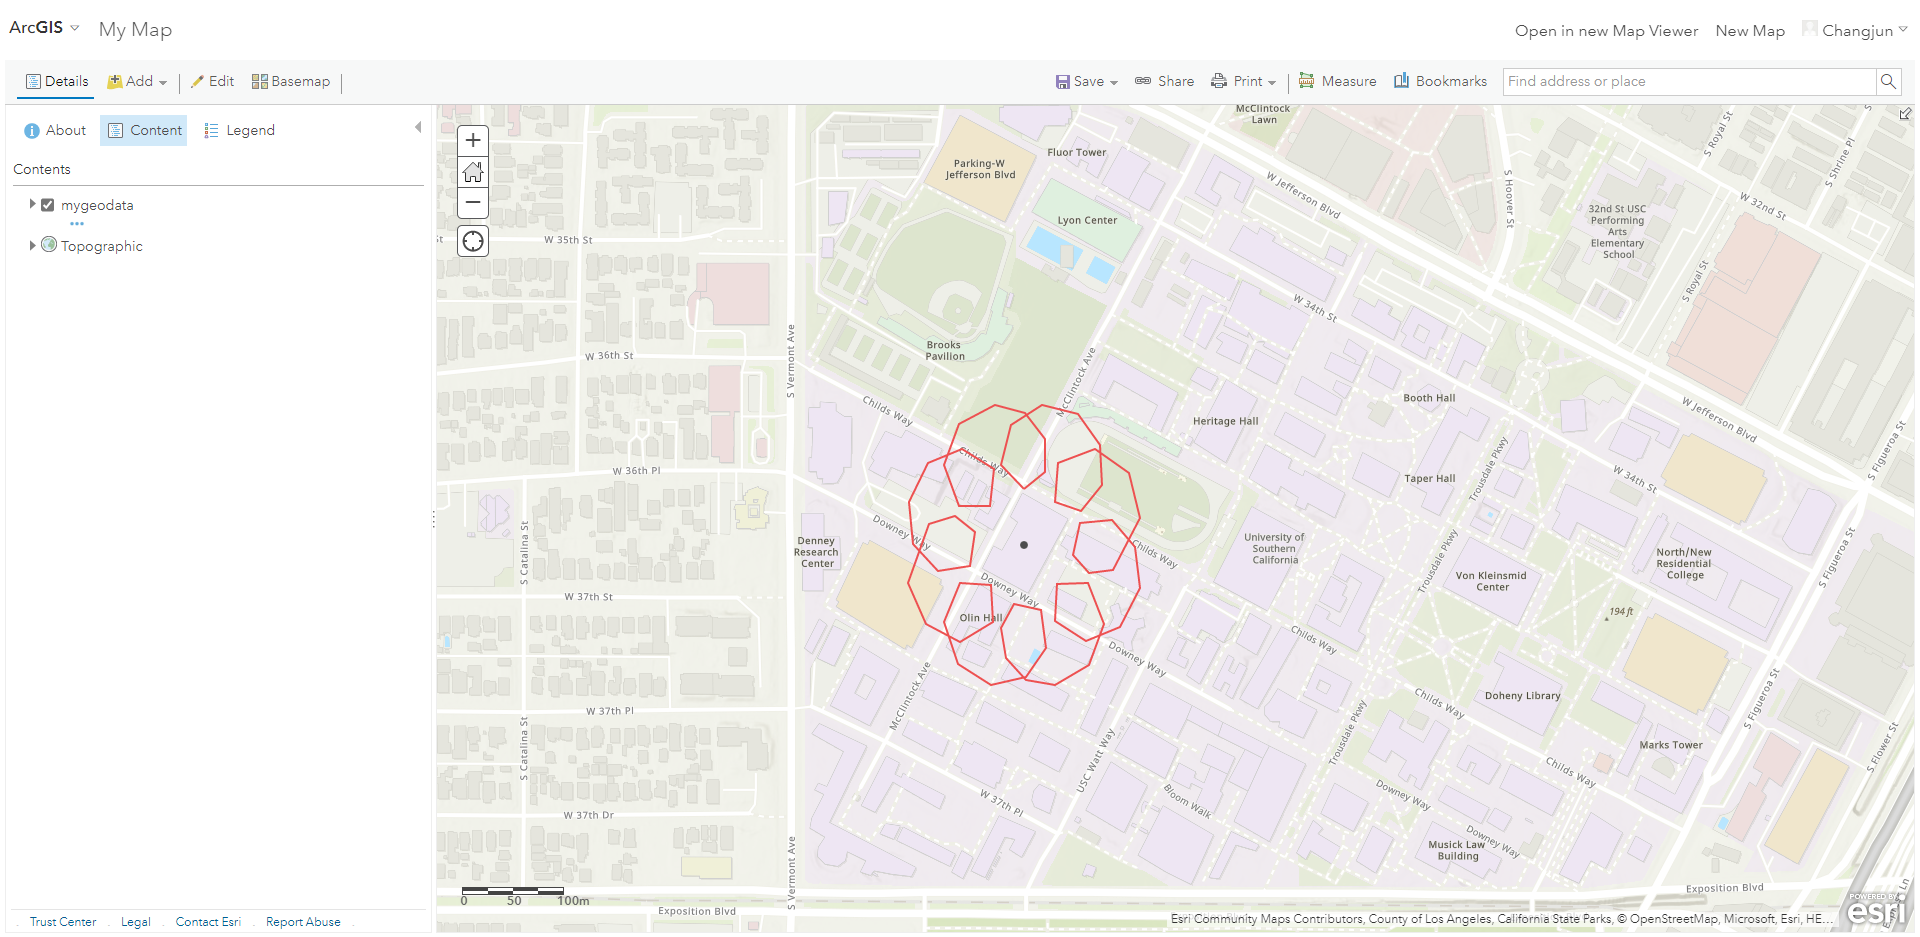 ArcGIS My Map
Open in new Map Viewer New Map Changjun
Details Add Edit Basemap
Save Share Print Measure Bookmarks Find address or place
About Content Legend
Contents
mygeodata
Topographic
McClintock
Lawn
Fluor Tower
Parking-W
Jefferson Blvd
Lyon Center
W Jefferson Blvd
S Hoover St
S Royal St
S Shrine Pl
W 32nd St
32nd St USC
Performing
Arts
Elementary
School
S Royal St
St
W 35th St
W 34th St
Brooks
Pavilion
W 36th St
S Vermont Ave
McClintock Ave
Childs Way
Heritage Hall
Booth Hall
W Jefferson Blvd
S Figueroa St
Childs Way
W 36th Pl
Taper Hall
Trousdale Pkwy
W 34th St
S Catalina St
Downey Way
Denney
Research
Center
Childs Way
University of
Southern
California
Trousdale Pkwy
Von Kleinsmid
Center
North/New
Residential
College
S Figueroa St
W 37th St
Downey Way
Olin Hall
194 ft
Childs Way
Downey Way
McClintock Ave
Doheny Library
Childs Way
S Figueroa St
W 37th Pl
S Catalina St
USC Watt Way
Trousdale Pkwy
Marks Tower
S Flower St
Childs Way
W 37th Pl
Bloom Walk
Downey Way
W 37th Dr
Downey Way
Musick Law
Building
S Vermont Ave
Exposition Blvd
0 50 100m
Exposition Blvd
Esri Community Maps Contributors, County of Los Angeles, California State Parks, © OpenStreetMap, Microsoft, Esri, HE...
POWERED BY
esri
Trust Center . Legal . Contact Esri . Report Abuse